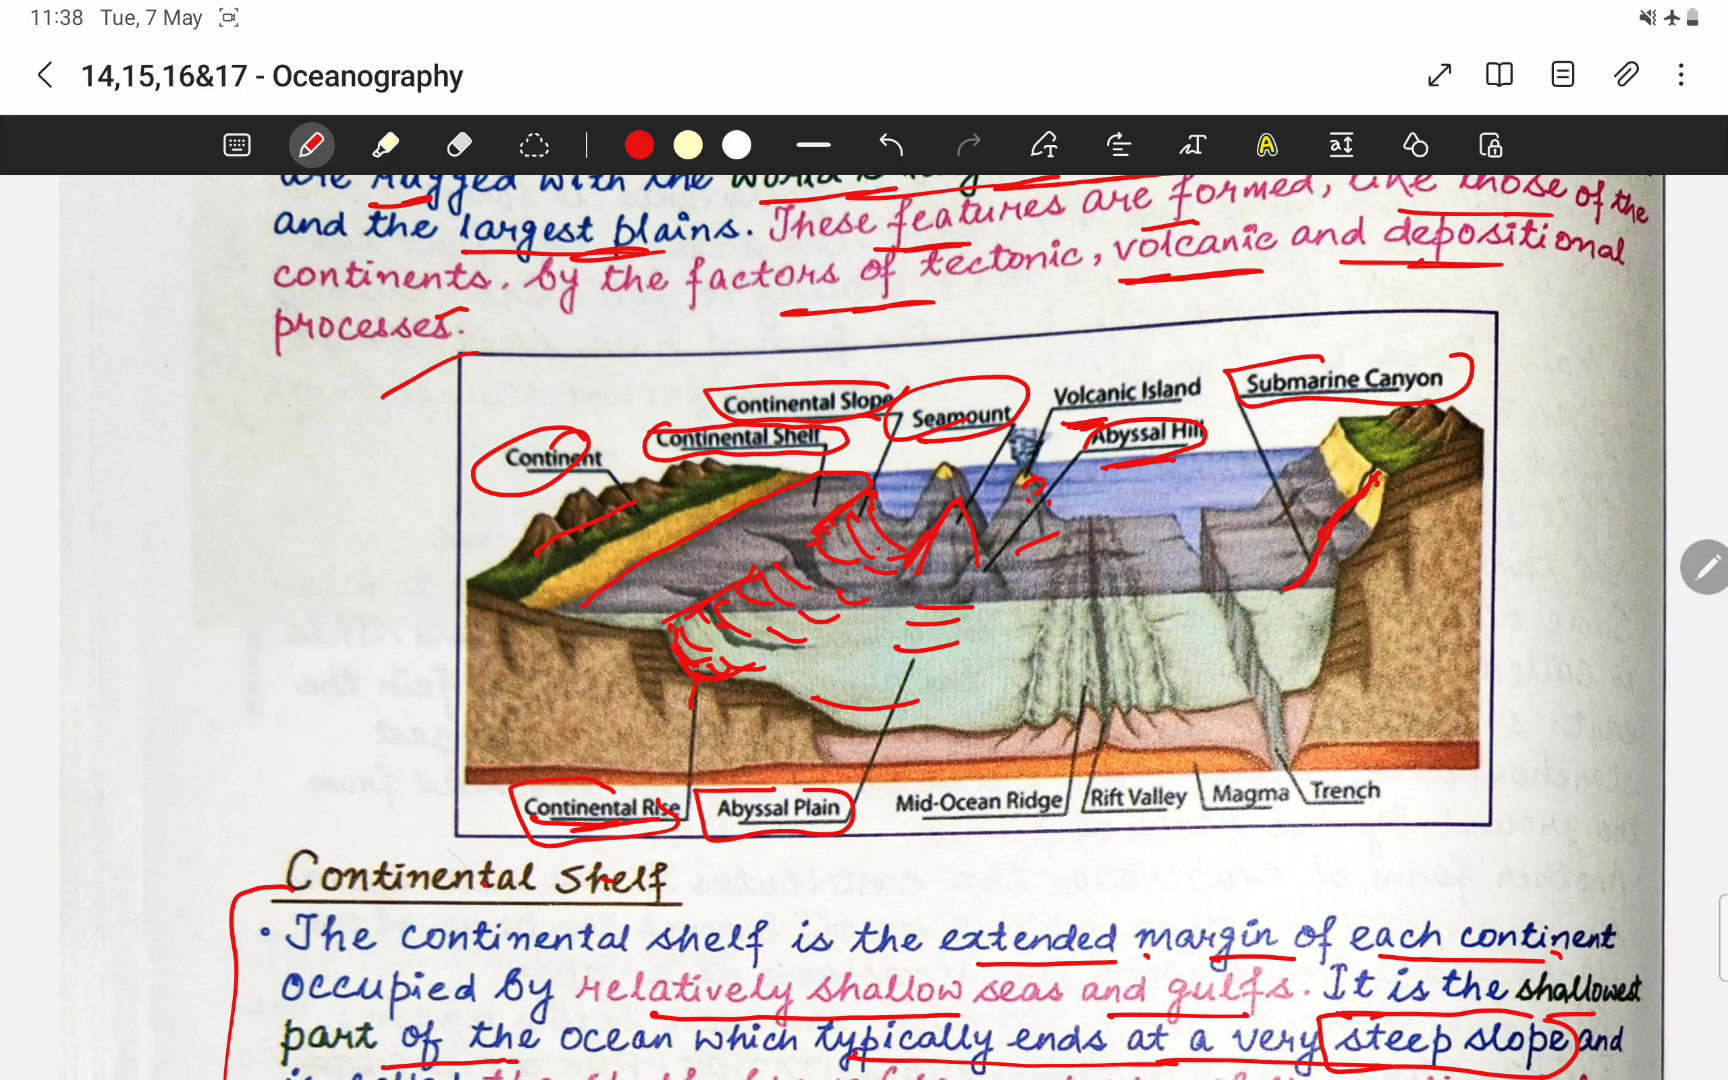 11:38 Tue, 7 May
14,15,16&17 - Oceanography
are rugged with the world's
These features are formed, like those of the
and the largest plains.
continents, by the factors of tectonic, volcanic and depositional
processes.
Continental Slope
Seamount
Volcanic Island
Submarine Canyon
Continental Shelf
Abyssal Hill
Continent
Continental Rise
Abyssal Plain
Mid-Ocean Ridge
Rift Valley
Magma
Trench
Continental Shelf
• The continental shelf is the extended margin of each continent
occupied by relatively shallow seas and gulfs. It is the shallowest
part of the ocean which typically ends at a very steep slope and